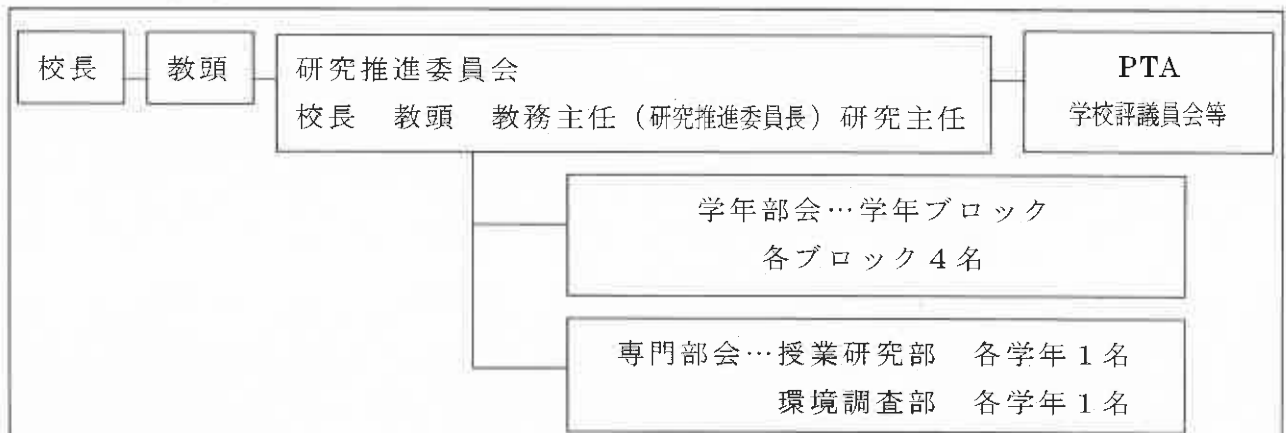 校長
教頭
研究推進委員会
校長 教頭 教務主任（研究推進委員長）研究主任
PTA
学校評議員会等
学年部会…学年ブロック
各ブロック4名
専門部会…授業研究部 各学年1名
環境調査部 各学年1名